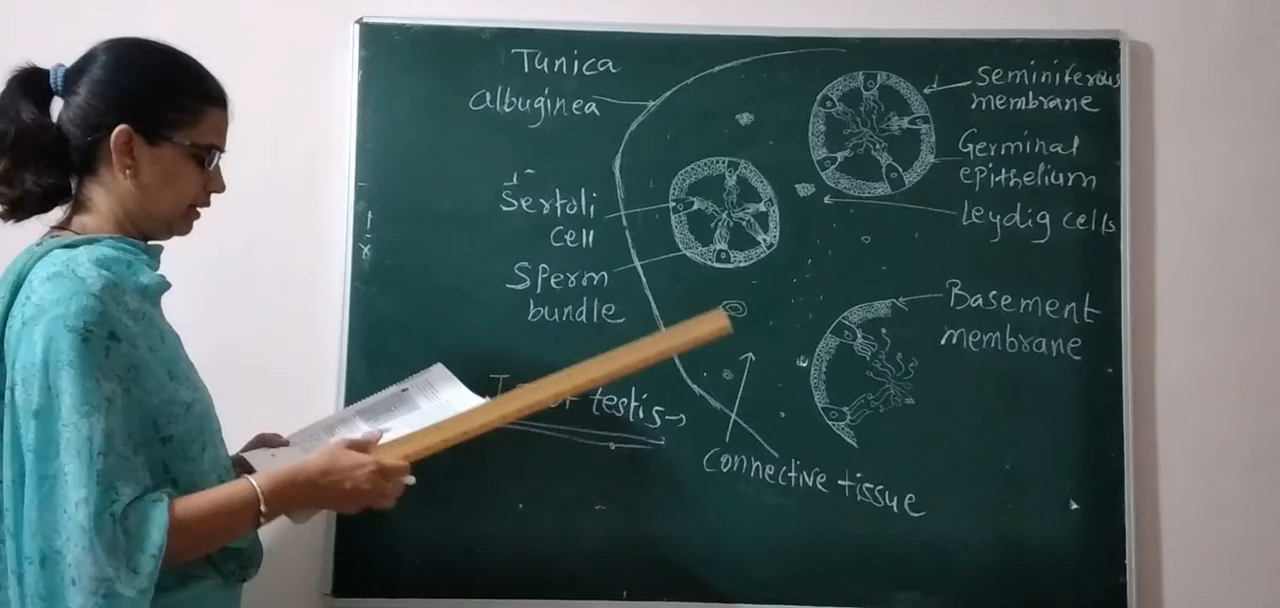 Tunica
albuginea
Sertoli
cell
Sperm
bundle
testis →
connective tissue
Seminiferous
membrane
Germinal
epithelium
Leydig cells
Basement
membrane